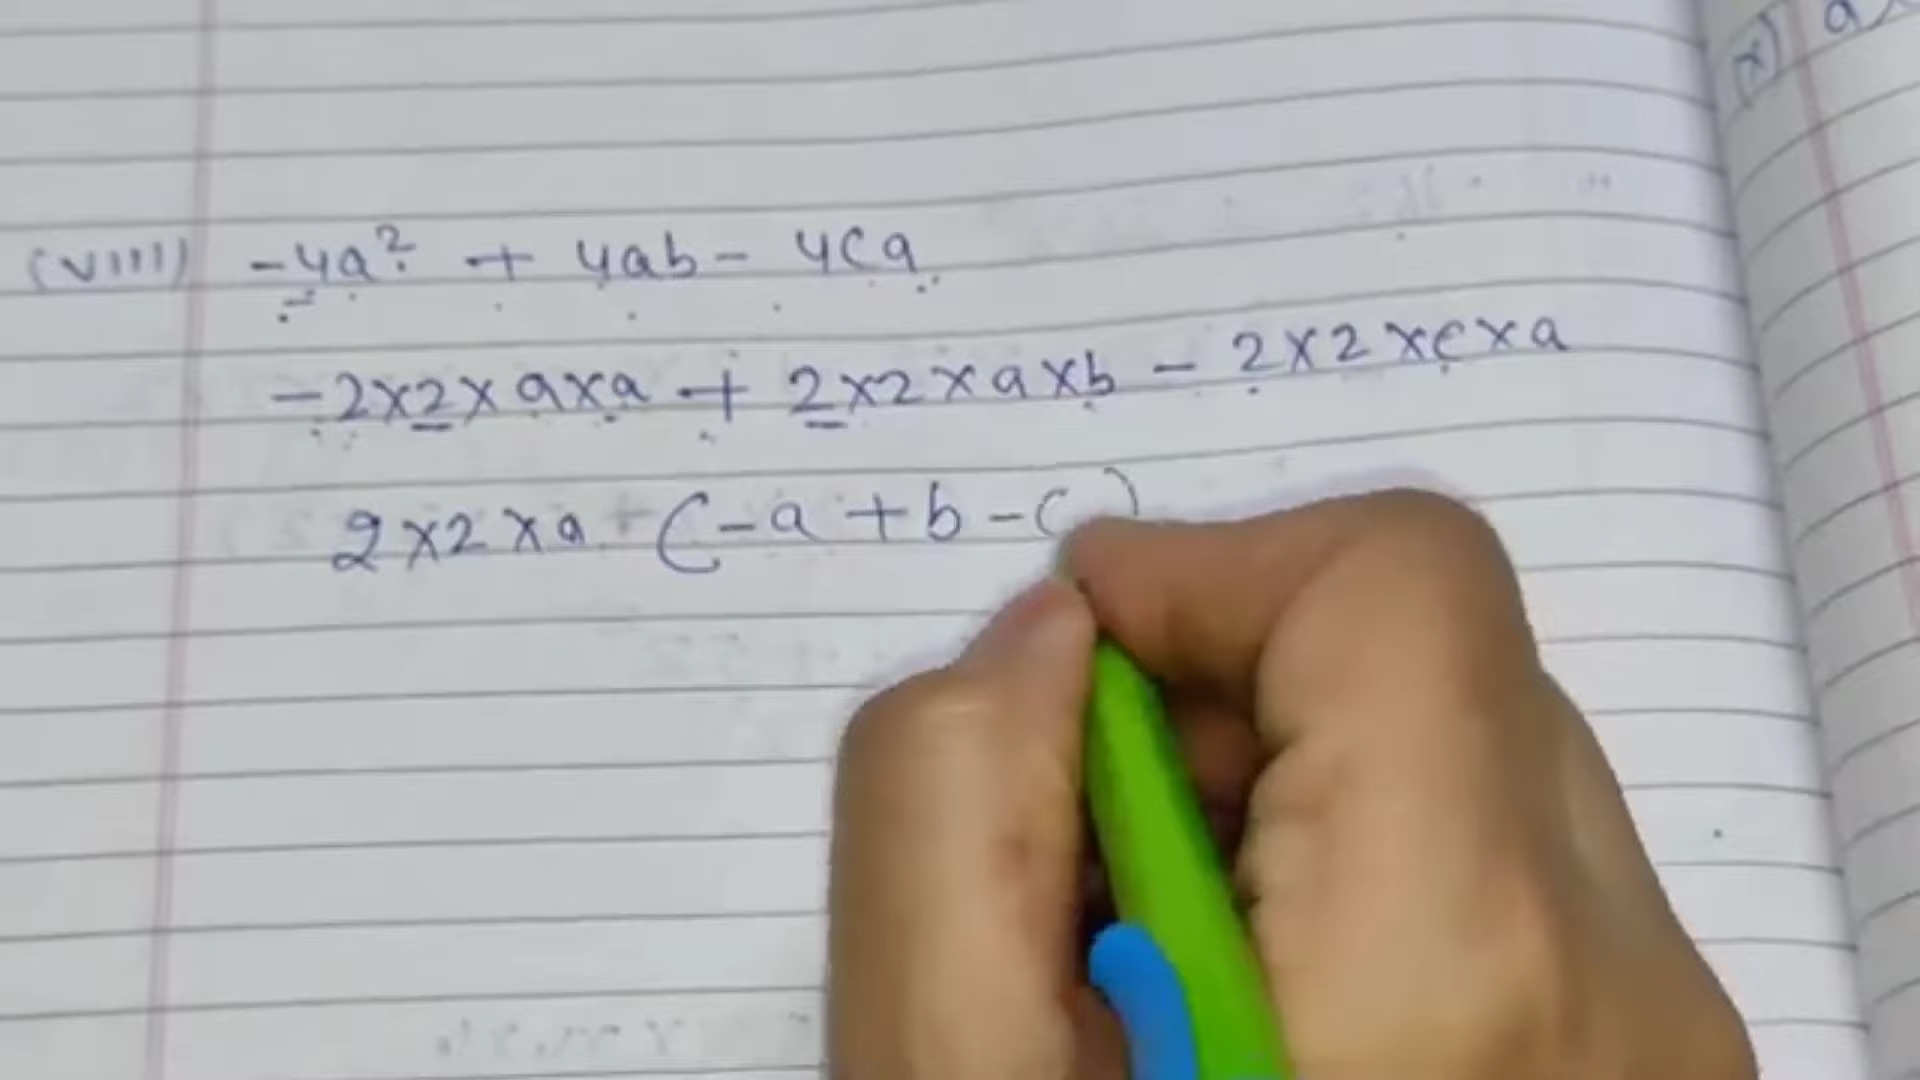 (VIII) -4a² + 4ab - 4ca
-2×2×a×a + 2×2×a×b - 2×2×c×a
2×2×a (-a + b - c)
(x) a